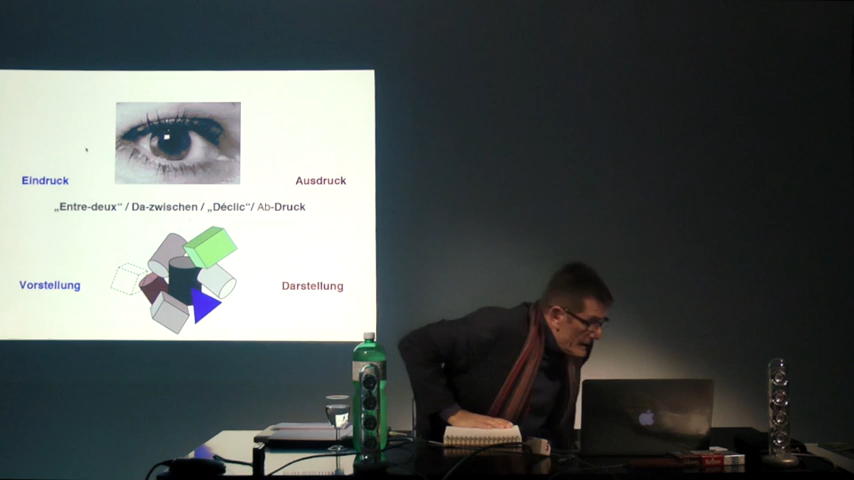 Eindruck
Ausdruck
„Entre-deux“ / Da-zwischen / „Déclic“/ Ab-Druck
Vorstellung
Darstellung